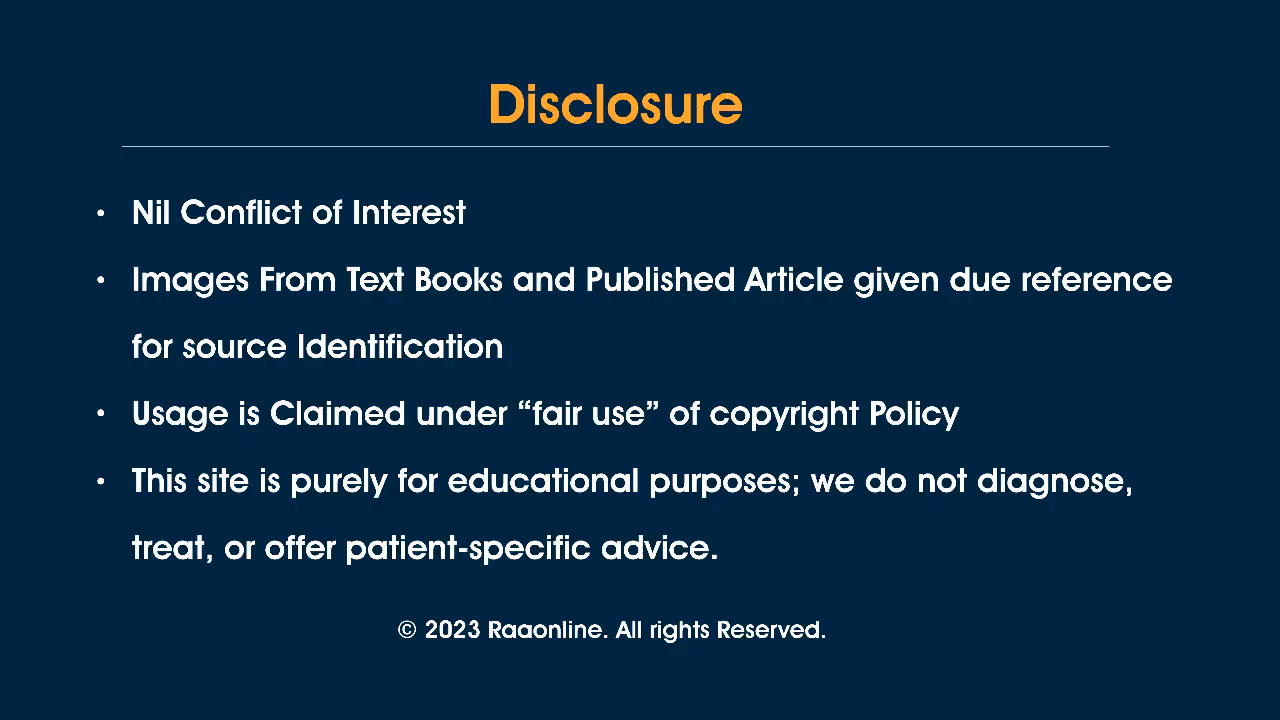 Disclosure
• Nil Conflict of Interest
• Images From Text Books and Published Article given due reference
for source Identification
• Usage is Claimed under “fair use” of copyright Policy
• This site is purely for educational purposes; we do not diagnose,
treat, or offer patient-specific advice.
© 2023 Raaonline. All rights Reserved.